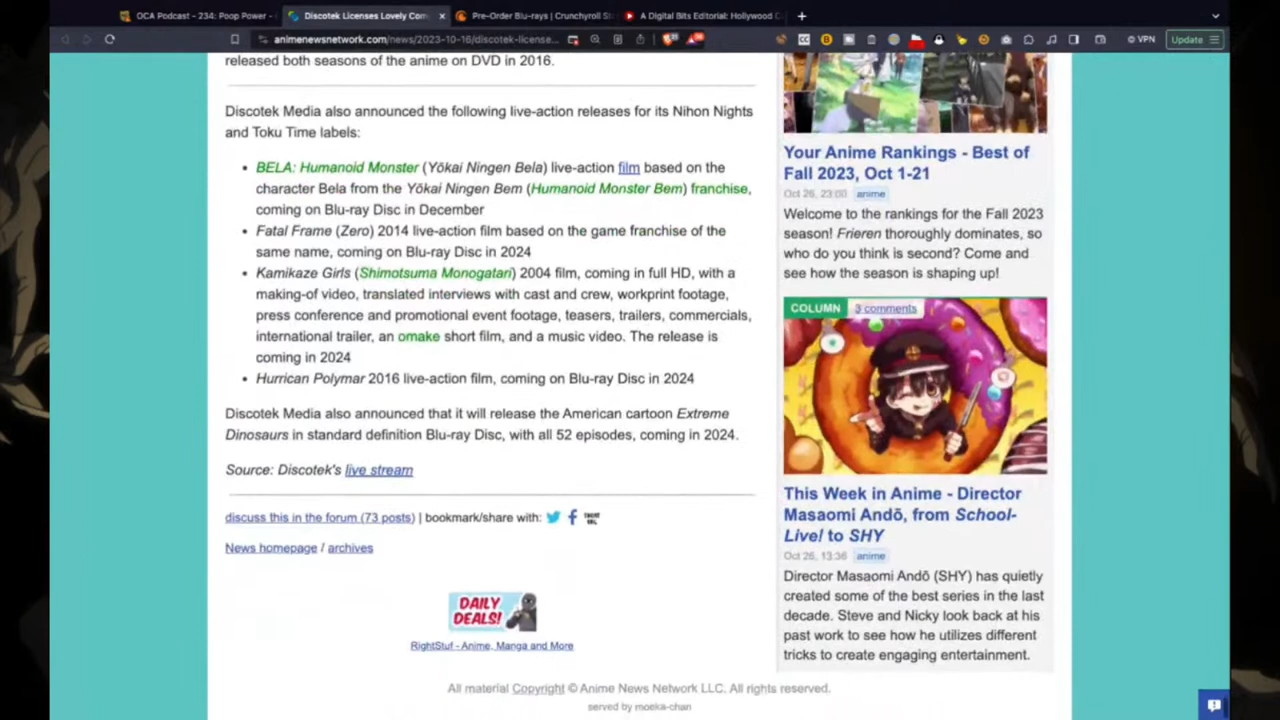 OCA Podcast - 234: Poop Power -
Discotek Licenses Lovely Com
Pre-Order Blu-rays | Crunchyroll St
A Digital Bits Editorial: Hollywood C
animenewsnetwork.com/news/2023-10-16/discotek-license...
VPN
Update
released both seasons of the anime on DVD in 2016.
Discotek Media also announced the following live-action releases for its Nihon Nights
and Toku Time labels:
• BELA: Humanoid Monster (Yōkai Ningen Bela) live-action film based on the
character Bela from the Yōkai Ningen Bem (Humanoid Monster Bem) franchise,
coming on Blu-ray Disc in December
• Fatal Frame (Zero) 2014 live-action film based on the game franchise of the
same name, coming on Blu-ray Disc in 2024
• Kamikaze Girls (Shimotsuma Monogatari) 2004 film, coming in full HD, with a
making-of video, translated interviews with cast and crew, workprint footage,
press conference and promotional event footage, teasers, trailers, commercials,
international trailer, an omake short film, and a music video. The release is
coming in 2024
• Hurrican Polymar 2016 live-action film, coming on Blu-ray Disc in 2024
Discotek Media also announced that it will release the American cartoon Extreme
Dinosaurs in standard definition Blu-ray Disc, with all 52 episodes, coming in 2024.
Source: Discotek's live stream
discuss this in the forum (73 posts) | bookmark/share with:
News homepage / archives
DAILY
DEALS!
RightStuf - Anime, Manga and More
Your Anime Rankings - Best of
Fall 2023, Oct 1-21
Oct 26, 23:00 anime
Welcome to the rankings for the Fall 2023
season! Frieren thoroughly dominates, so
who do you think is second? Come and
see how the season is shaping up!
COLUMN 3 comments
This Week in Anime - Director
Masaomi Andō, from School-
Live! to SHY
Oct 26, 13:36 anime
Director Masaomi Andō (SHY) has quietly
created some of the best series in the last
decade. Steve and Nicky look back at his
past work to see how he utilizes different
tricks to create engaging entertainment.
All material Copyright © Anime News Network LLC. All rights reserved.
served by moeka-chan